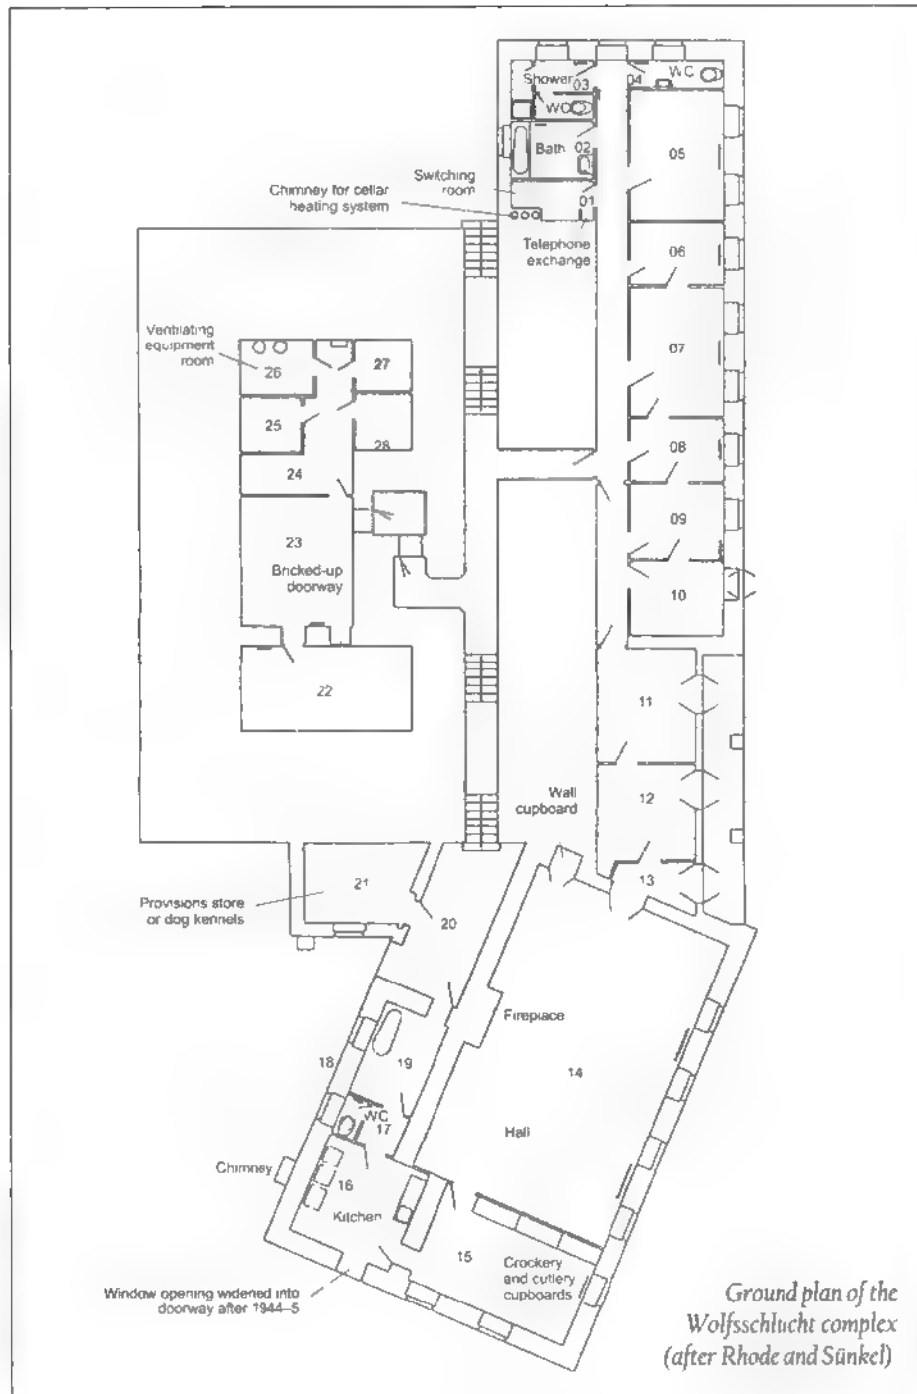 Shower
03
04
WC
WC
Bath
02
05
Switching
room
Chimney for cellar
heating system
01
Telephone
exchange
06
Ventilating
equipment
room
26
27
07
25
28
08
24
23
09
Bricked-up
doorway
10
22
11
Wall
cupboard
12
13
21
Provisions store
or dog kennels
20
Fireplace
18
19
14
WC
17
Hall
Chimney
16
Kitchen
15
Crockery
and cutlery
cupboards
Window opening widened into
doorway after 1944–5
Ground plan of the
Wolfsschlucht complex
(after Rhode and Sünkel)